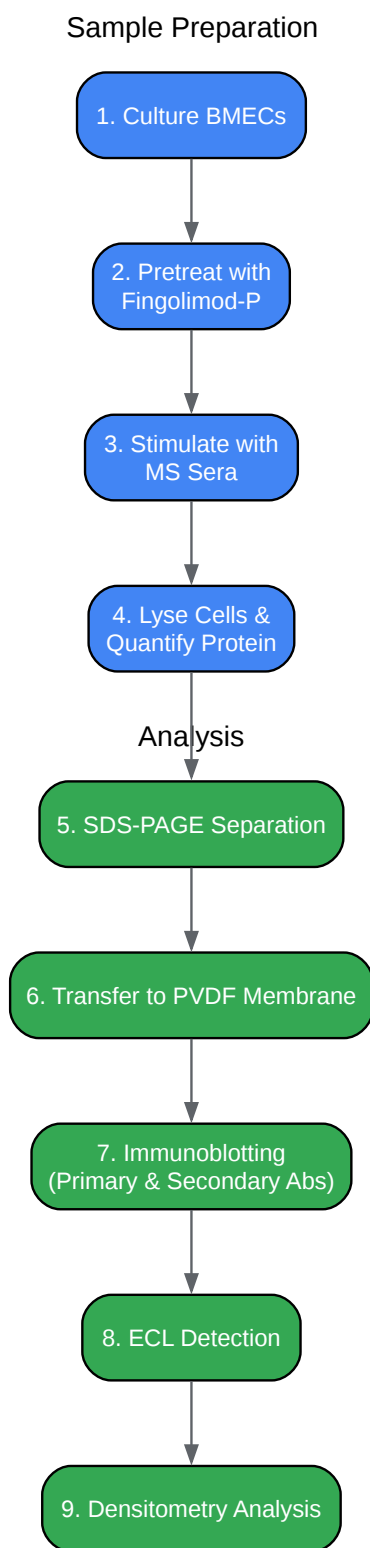 Sample Preparation
1. Culture BMECs
2. Pretreat with
Fingolimod-P
3. Stimulate with
MS Sera
4. Lyse Cells &
Quantify Protein
Analysis
5. SDS-PAGE Separation
6. Transfer to PVDF Membrane
7. Immunoblotting
(Primary & Secondary Abs)
8. ECL Detection
9. Densitometry Analysis